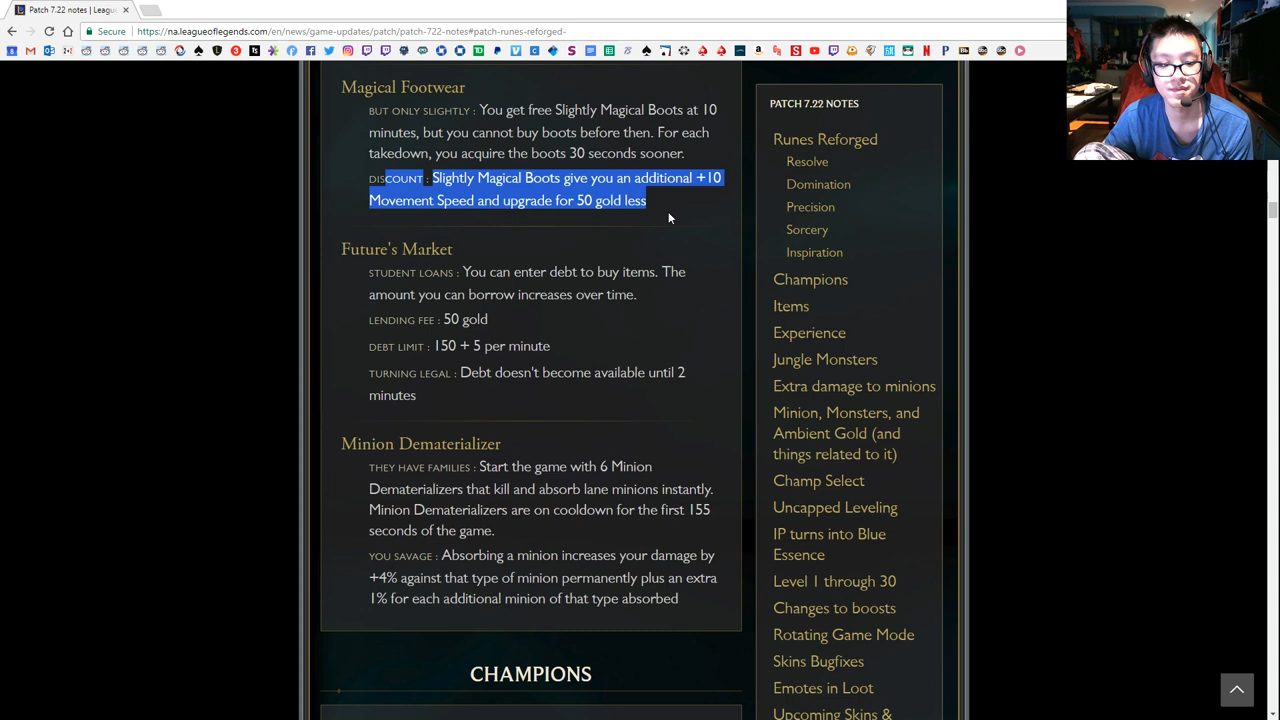 Patch 7.22 notes | Leagu
Secure
https://na.leagueoflegends.com/en/news/game-updates/patch/patch-722-notes#patch-runes-reforged-
Magical Footwear
BUT ONLY SLIGHTLY : You get free Slightly Magical Boots at 10
minutes, but you cannot buy boots before then. For each
takedown, you acquire the boots 30 seconds sooner.
DISCOUNT : Slightly Magical Boots give you an additional +10
Movement Speed and upgrade for 50 gold less
Future's Market
STUDENT LOANS : You can enter debt to buy items. The
amount you can borrow increases over time.
LENDING FEE : 50 gold
DEBT LIMIT : 150 + 5 per minute
TURNING LEGAL : Debt doesn't become available until 2
minutes
Minion Dematerializer
THEY HAVE FAMILIES : Start the game with 6 Minion
Dematerializers that kill and absorb lane minions instantly.
Minion Dematerializers are on cooldown for the first 155
seconds of the game.
YOU SAVAGE : Absorbing a minion increases your damage by
+4% against that type of minion permanently plus an extra
1% for each additional minion of that type absorbed
CHAMPIONS
PATCH 7.22 NOTES
Runes Reforged
Resolve
Domination
Precision
Sorcery
Inspiration
Champions
Items
Experience
Jungle Monsters
Extra damage to minions
Minion, Monsters, and
Ambient Gold (and
things related to it)
Champ Select
Uncapped Leveling
IP turns into Blue
Essence
Level 1 through 30
Changes to boosts
Rotating Game Mode
Skins Bugfixes
Emotes in Loot
Upcoming Skins &